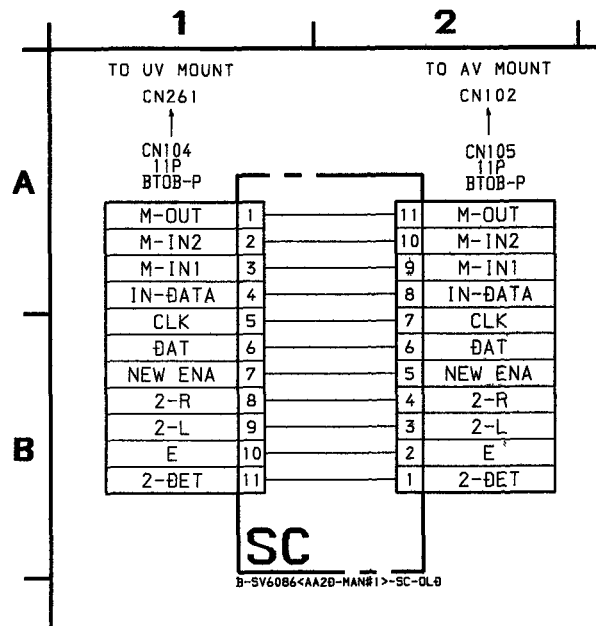 1 2
TO UV MOUNT TO AV MOUNT
CN261 CN102
CN104 CN105
11P 11P
BTOB-P BTOB-P
A
M-OUT 1 11 M-OUT
M-IN2 2 10 M-IN2
M-IN1 3 9 M-IN1
IN-DATA 4 8 IN-DATA
CLK 5 7 CLK
DAT 6 6 DAT
NEW ENA 7 5 NEW ENA
2-R 8 4 2-R
2-L 9 3 2-L
B
E 10 2 E
2-DET 11 1 2-DET
SC
B-SV6086<AA2D-MAN#1>-SC-OLD